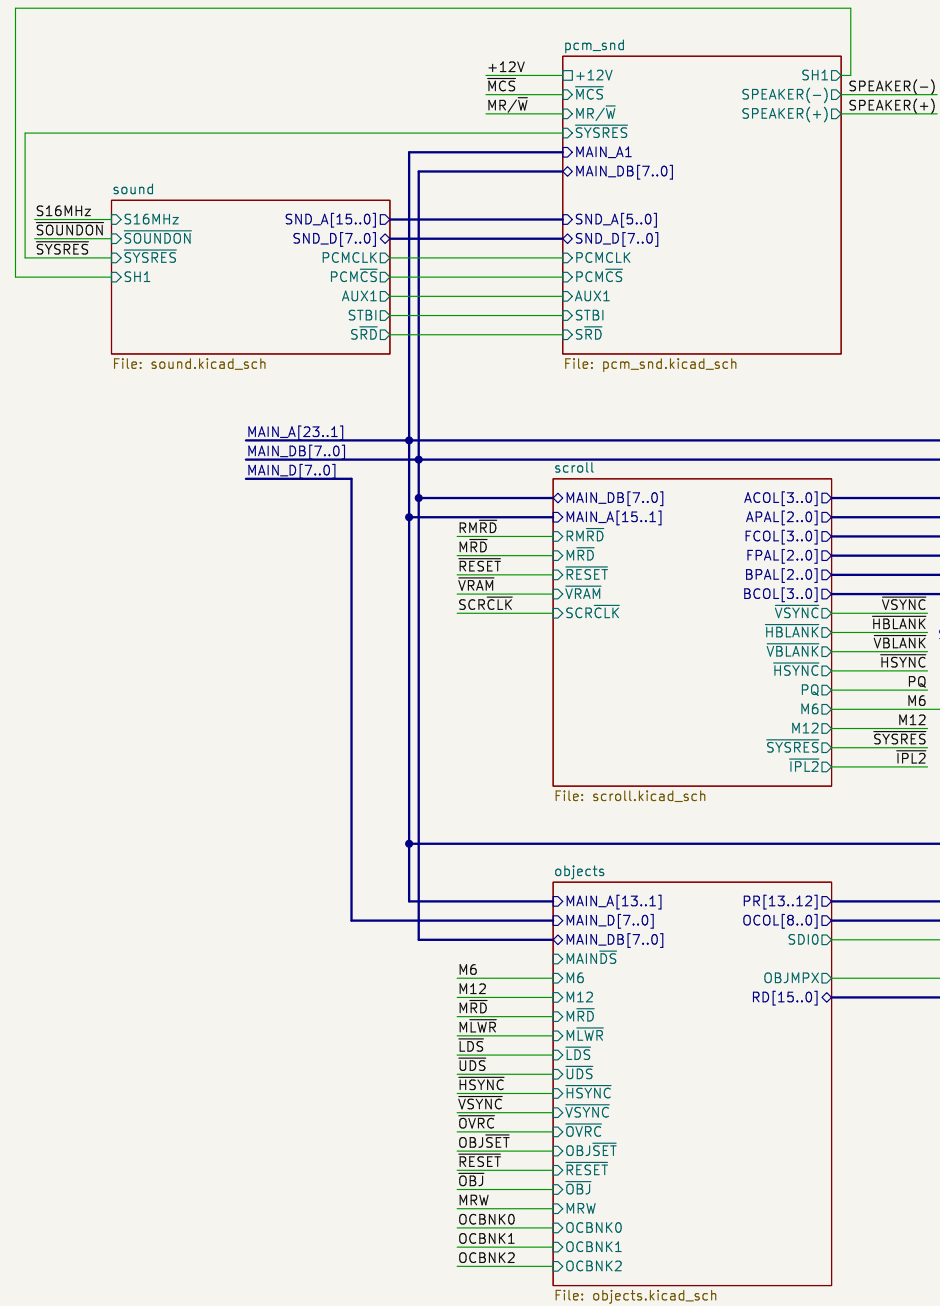 pcm_snd
+12V
MCS
MR/W
+12V
MCS
MR/W
SYSRES
MAIN_A1
MAIN_DB[7..0]
SND_A[5..0]
SND_D[7..0]
PCMCLK
PCMCS
AUX1
STBI
SRD
SH1
SPEAKER(-)
SPEAKER(+)
SPEAKER(-)
SPEAKER(+)
File: pcm_snd.kicad_sch
sound
S16MHz
SOUNDON
SYSRES
S16MHz
SOUNDON
SYSRES
SH1
SND_A[15..0]
SND_D[7..0]
PCMCLK
PCMCS
AUX1
STBI
SRD
File: sound.kicad_sch
MAIN_A[23..1]
MAIN_DB[7..0]
MAIN_D[7..0]
scroll
RMRD
MRD
RESET
VRAM
SCRCLK
MAIN_DB[7..0]
MAIN_A[15..1]
RMRD
MRD
RESET
VRAM
SCRCLK
ACOL[3..0]
APAL[2..0]
FCOL[3..0]
FPAL[2..0]
BPAL[2..0]
BCOL[3..0]
VSYNC
HBLANK
VBLANK
HSYNC
PQ
M6
M12
SYSRES
IPL2
VSYNC
HBLANK
VBLANK
HSYNC
PQ
M6
M12
SYSRES
IPL2
File: scroll.kicad_sch
objects
M6
M12
MRD
MLWR
LDS
UDS
HSYNC
VSYNC
OVRC
OBJSET
RESET
OBJ
MRW
OCBNK0
OCBNK1
OCBNK2
MAIN_A[13..1]
MAIN_D[7..0]
MAIN_DB[7..0]
MAINDS
M6
M12
MRD
MLWR
LDS
UDS
HSYNC
VSYNC
OVRC
OBJSET
RESET
OBJ
MRW
OCBNK0
OCBNK1
OCBNK2
PR[13..12]
OCOL[8..0]
SDI0
OBJMPX
RD[15..0]
File: objects.kicad_sch